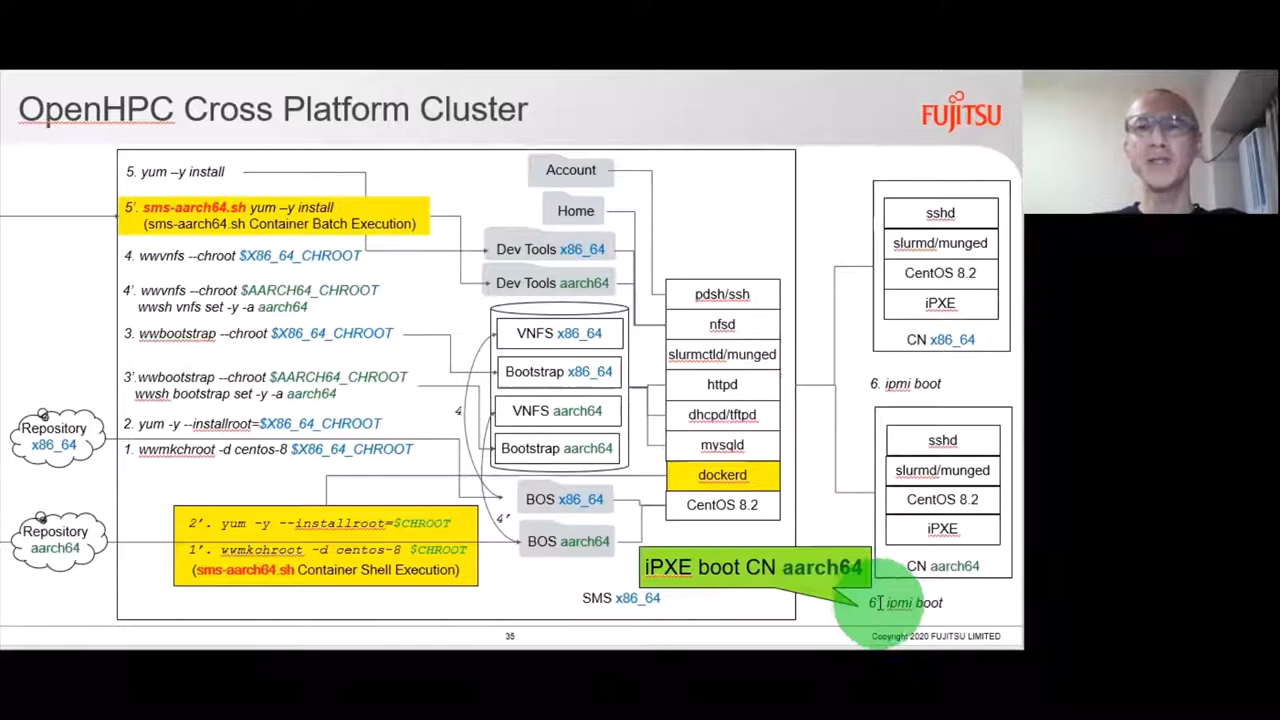 OpenHPC Cross Platform Cluster
FUJITSU
5. yum –y install
5'. sms-aarch64.sh yum –y install
(sms-aarch64.sh Container Batch Execution)
4. wwvnfs --chroot $X86_64_CHROOT
4'. wwvnfs --chroot $AARCH64_CHROOT
wwsh vnfs set -y -a aarch64
3. wwbootstrap --chroot $X86_64_CHROOT
3'.wwbootstrap --chroot $AARCH64_CHROOT
wwsh bootstrap set -y -a aarch64
2. yum -y --installroot=$X86_64_CHROOT
1. wwmkchroot -d centos-8 $X86_64_CHROOT
Repository
x86_64
Repository
aarch64
2'. yum -y --installroot=$CHROOT
1'. wwmkchroot -d centos-8 $CHROOT
(sms-aarch64.sh Container Shell Execution)
Account
Home
Dev Tools x86_64
Dev Tools aarch64
VNFS x86_64
Bootstrap x86_64
VNFS aarch64
Bootstrap aarch64
4
BOS x86_64
4'
BOS aarch64
pdsh/ssh
nfsd
slurmctld/munged
httpd
dhcpd/tftpd
mysqld
dockerd
CentOS 8.2
SMS x86_64
sshd
slurmd/munged
CentOS 8.2
iPXE
CN x86_64
6. ipmi boot
sshd
slurmd/munged
CentOS 8.2
iPXE
CN aarch64
iPXE boot CN aarch64
6 ipmi boot
35
Copyright 2020 FUJITSU LIMITED